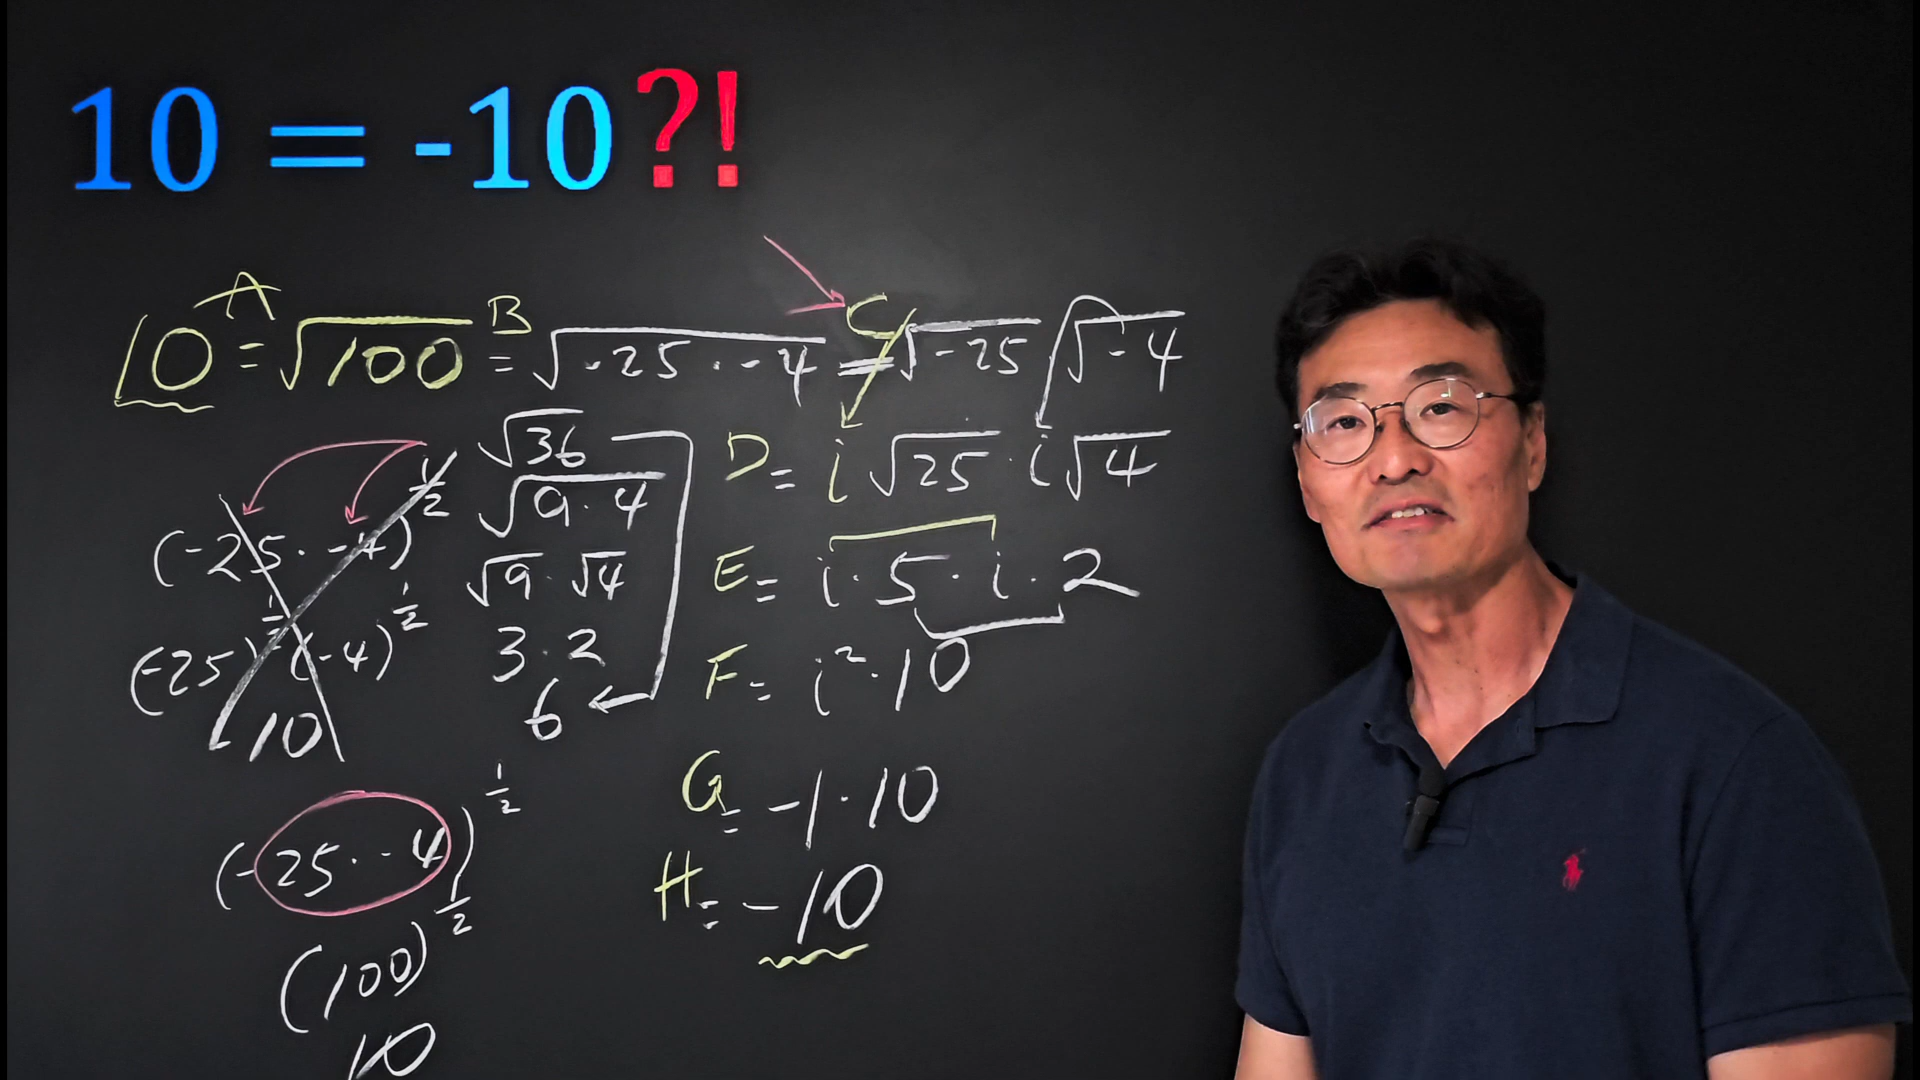 10 = -10?!
A B C
10 = √100 = √-25 · -4 = √-25 √-4
D = i√25 · i√4
E = i · 5 · i · 2
F = i² · 10
G = -1 · 10
H = -10
√36
√9 · 4
√9 · √4
3 · 2
6
(-25 · -4)^½
(-25)^½ (-4)^½
10
(-25 · -4)^½
(100)^½
10